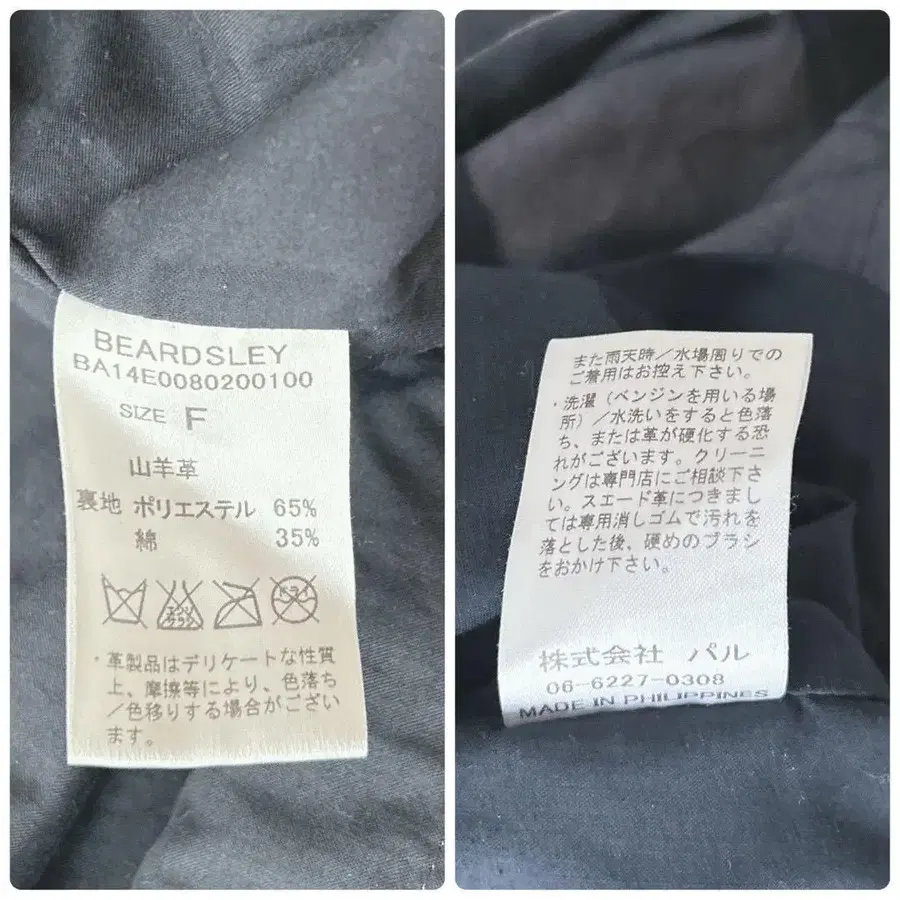 BEARDSLEY
BA14E0080200100
SIZE F
山羊革
裏地 ポリエステル 65%
綿 35%
エンソ
サラシ
ドライ
・革製品はデリケートな性質
上、摩擦等により、色落ち
/色移りする場合がござい
ます。
また雨天時/水場周りでの
ご着用はお控え下さい。
・洗濯(ベンジンを用いる場
所)/水洗いをすると色落
ち、または革が硬化する恐
れがございます。クリーニ
ングは専門店にご相談下さ
い。スエード革につきまし
ては専用消しゴムで汚れを
落とした後、硬めのブラシ
をおかけ下さい。
株式会社 パル
06-6227-0308
MADE IN PHILIPPINES